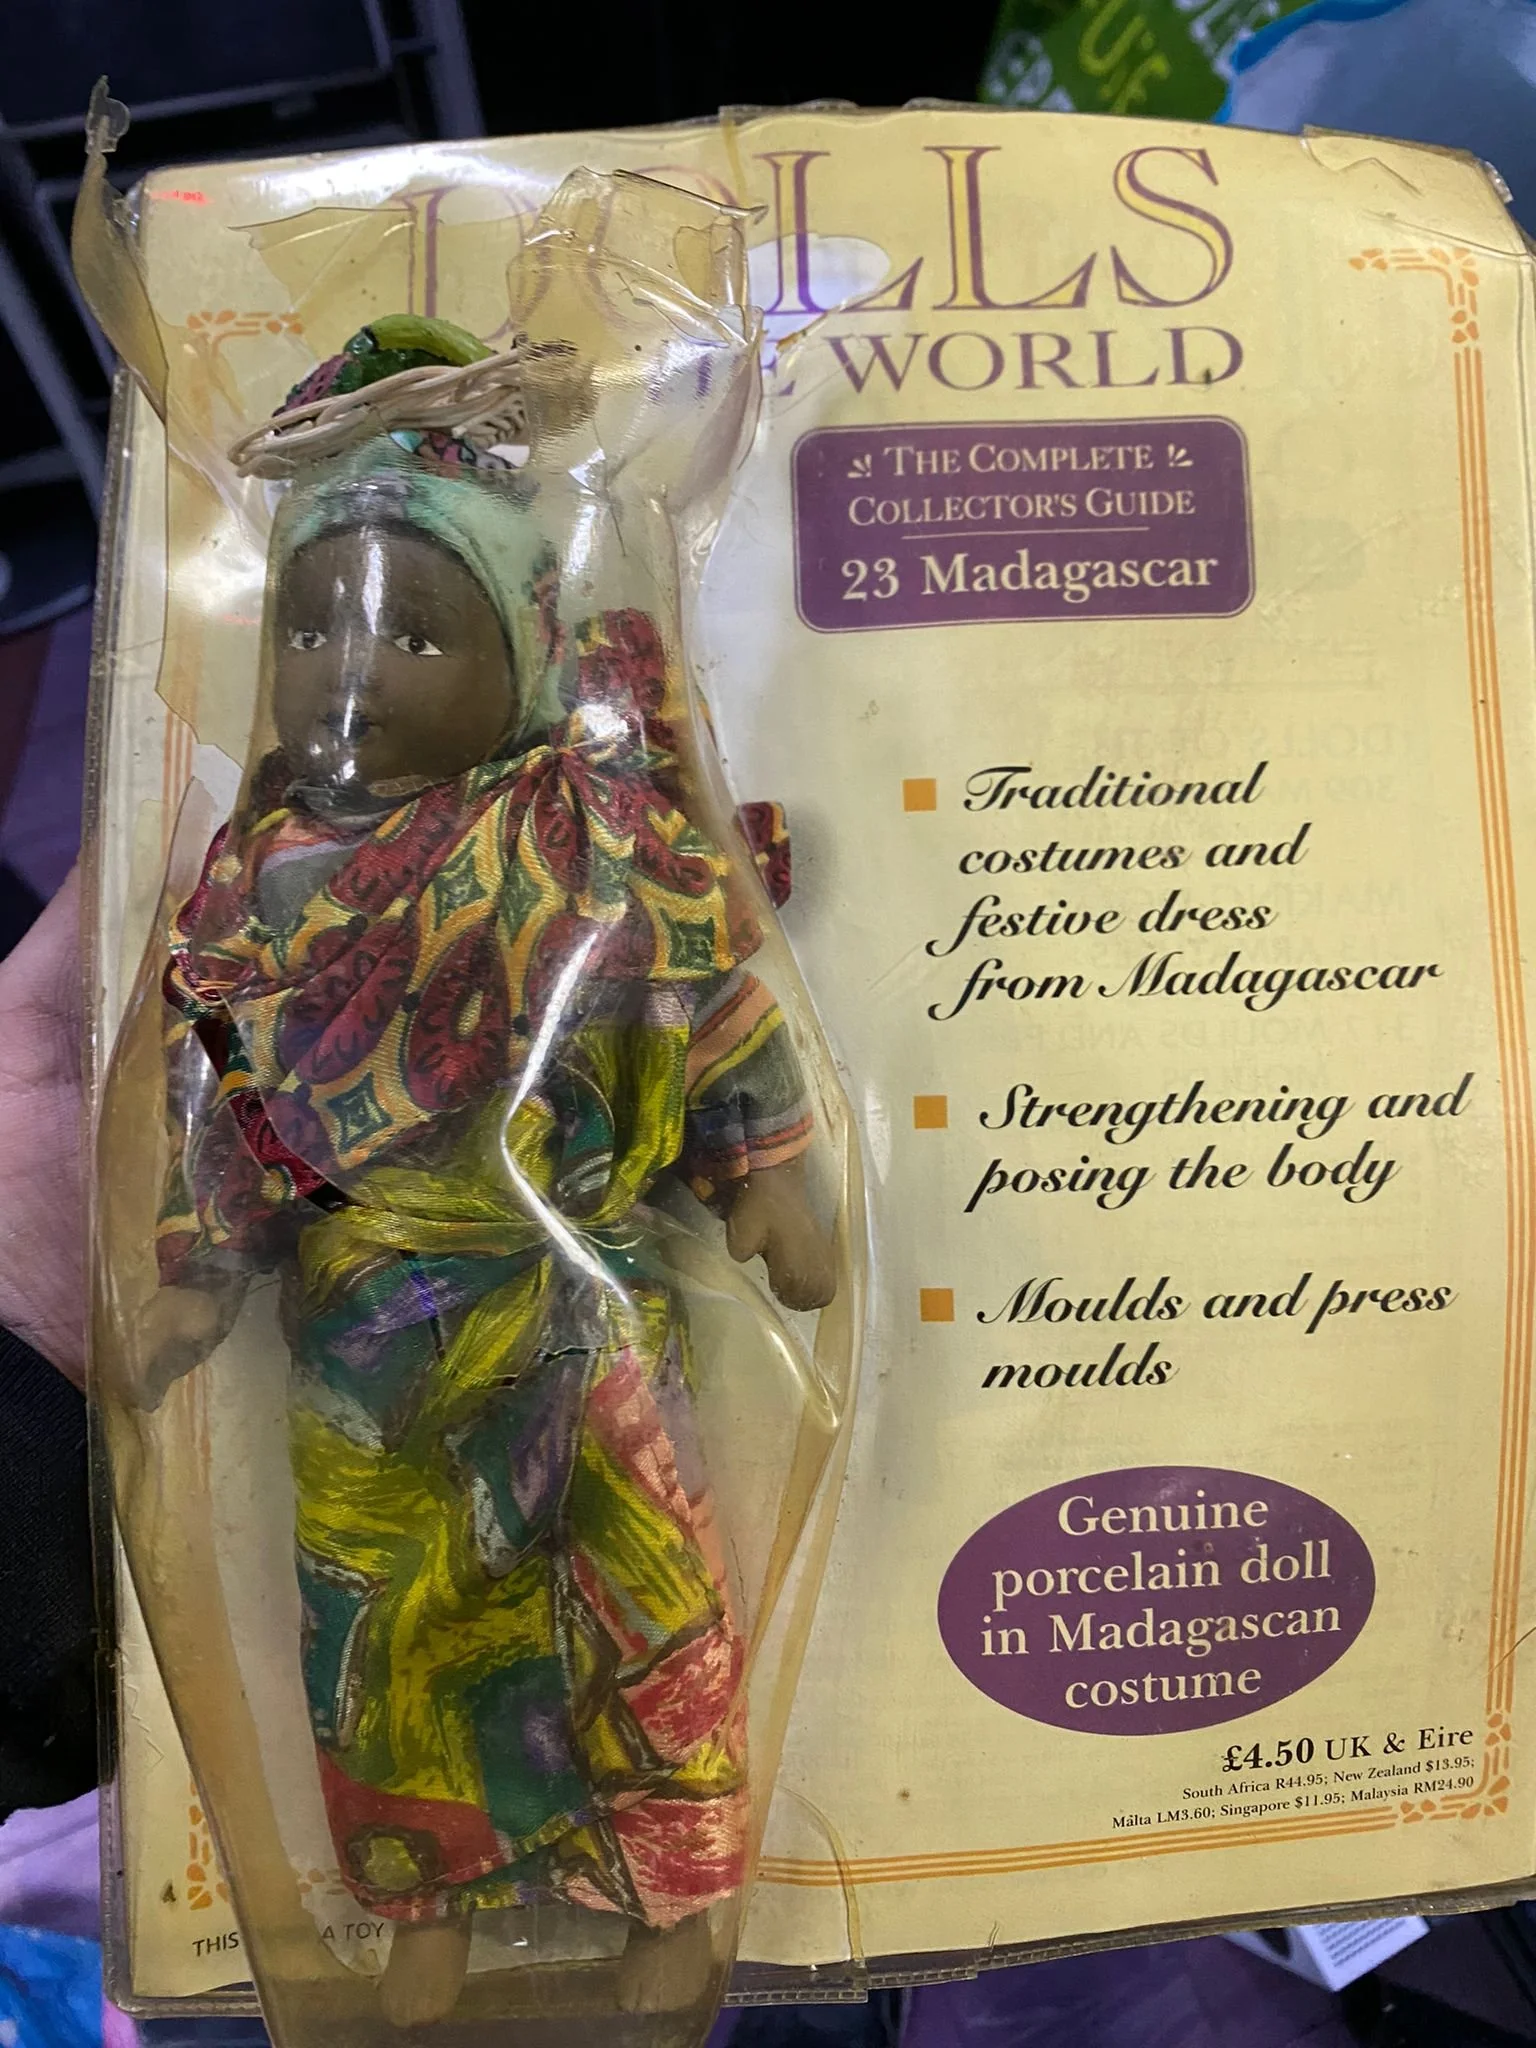 DOLLS
WORLD
THE COMPLETE
COLLECTOR'S GUIDE
23 Madagascar
Traditional
costumes and
festive dress
from Madagascar
Strengthening and
posing the body
Moulds and press
moulds
Genuine
porcelain doll
in Madagascan
costume
£4.50 UK & Eire
South Africa R44.95; New Zealand $13.95;
Malta LM3.60; Singapore $11.95; Malaysia RM24.90
THIS A TOY